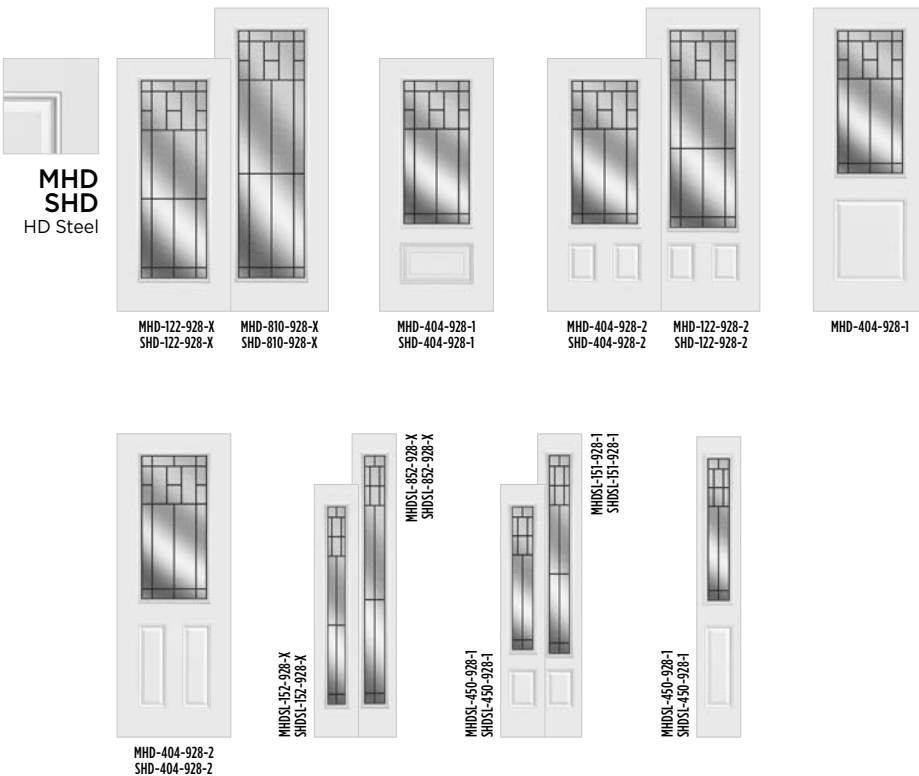 MHD
SHD
HD Steel
MHD-122-928-X
SHD-122-928-X
MHD-810-928-X
SHD-810-928-X
MHD-404-928-1
SHD-404-928-1
MHD-404-928-2
SHD-404-928-2
MHD-122-928-2
SHD-122-928-2
MHD-404-928-1
MHD-404-928-2
SHD-404-928-2
MHDSL-152-928-X
SHDSL-152-928-X
MHDSL-852-928-X
SHDSL-852-928-X
MHDSL-450-928-1
SHDSL-450-928-1
MHDSL-151-928-1
SHDSL-151-928-1
MHDSL-450-928-1
SHDSL-450-928-1